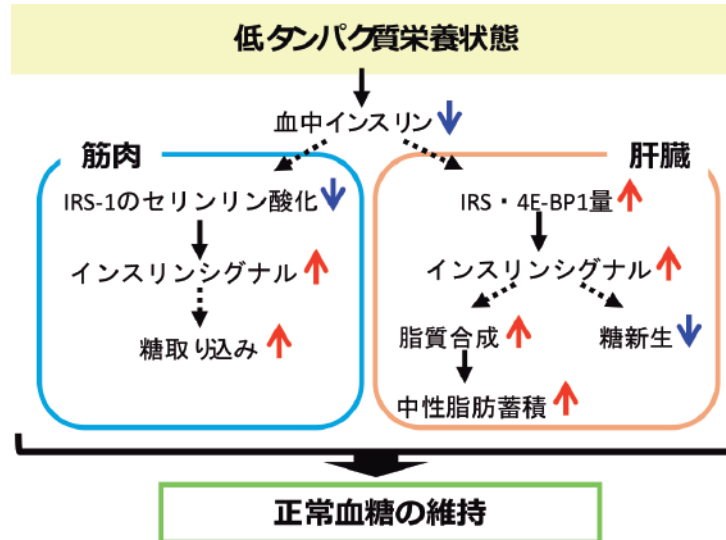 低タンパク質栄養状態
血中インスリン
筋肉
IRS-1のセリンリン酸化
インスリンシグナル
糖取り込み
肝臓
IRS・4E-BP1量
インスリンシグナル
脂質合成
糖新生
中性脂肪蓄積
正常血糖の維持